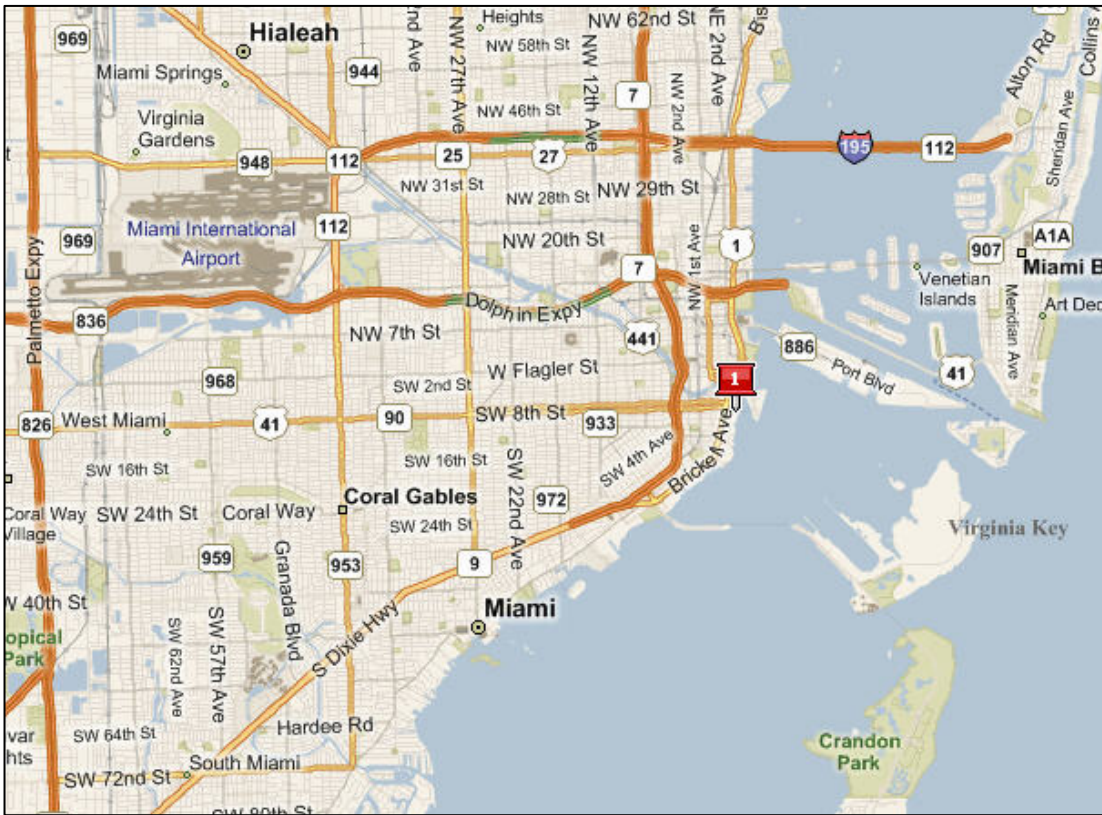 969
Hialeah
2nd Ave
NW 27th Ave
Heights
NW 58th St
NW 62nd St
NW 12th Ave
NE 2nd Ave
Bis
Alton Rd
Collins
944
Miami Springs
7
NW 2nd Ave
NW 46th St
Virginia
Gardens
Sheridan Ave
948
112
25
27
195
112
NW 31st St
NW 28th St
NW 29th St
112
969
Miami International
Airport
NW 20th St
NW 1st Ave
1
907
A1A
Miami B
Palmetto Expy
7
Venetian
Islands
836
Dolphin Expy
Meridian Ave
Art Dec
NW 7th St
441
886
Port Blvd
41
968
W Flagler St
SW 2nd St
1
826
West Miami
41
90
SW 8th St
933
SW 16th St
SW 16th St
SW 4th Ave
Brickell Ave
Coral Gables
SW 22nd Ave
972
Coral Way
Village
SW 24th St
Coral Way
SW 24th St
Virginia Key
959
Granada Blvd
953
9
W 40th St
Miami
opical
Park
SW 62nd Ave
SW 57th Ave
S Dixie Hwy
var
hts
SW 64th St
Hardee Rd
Crandon
Park
SW 72nd St
South Miami
SW 80th St